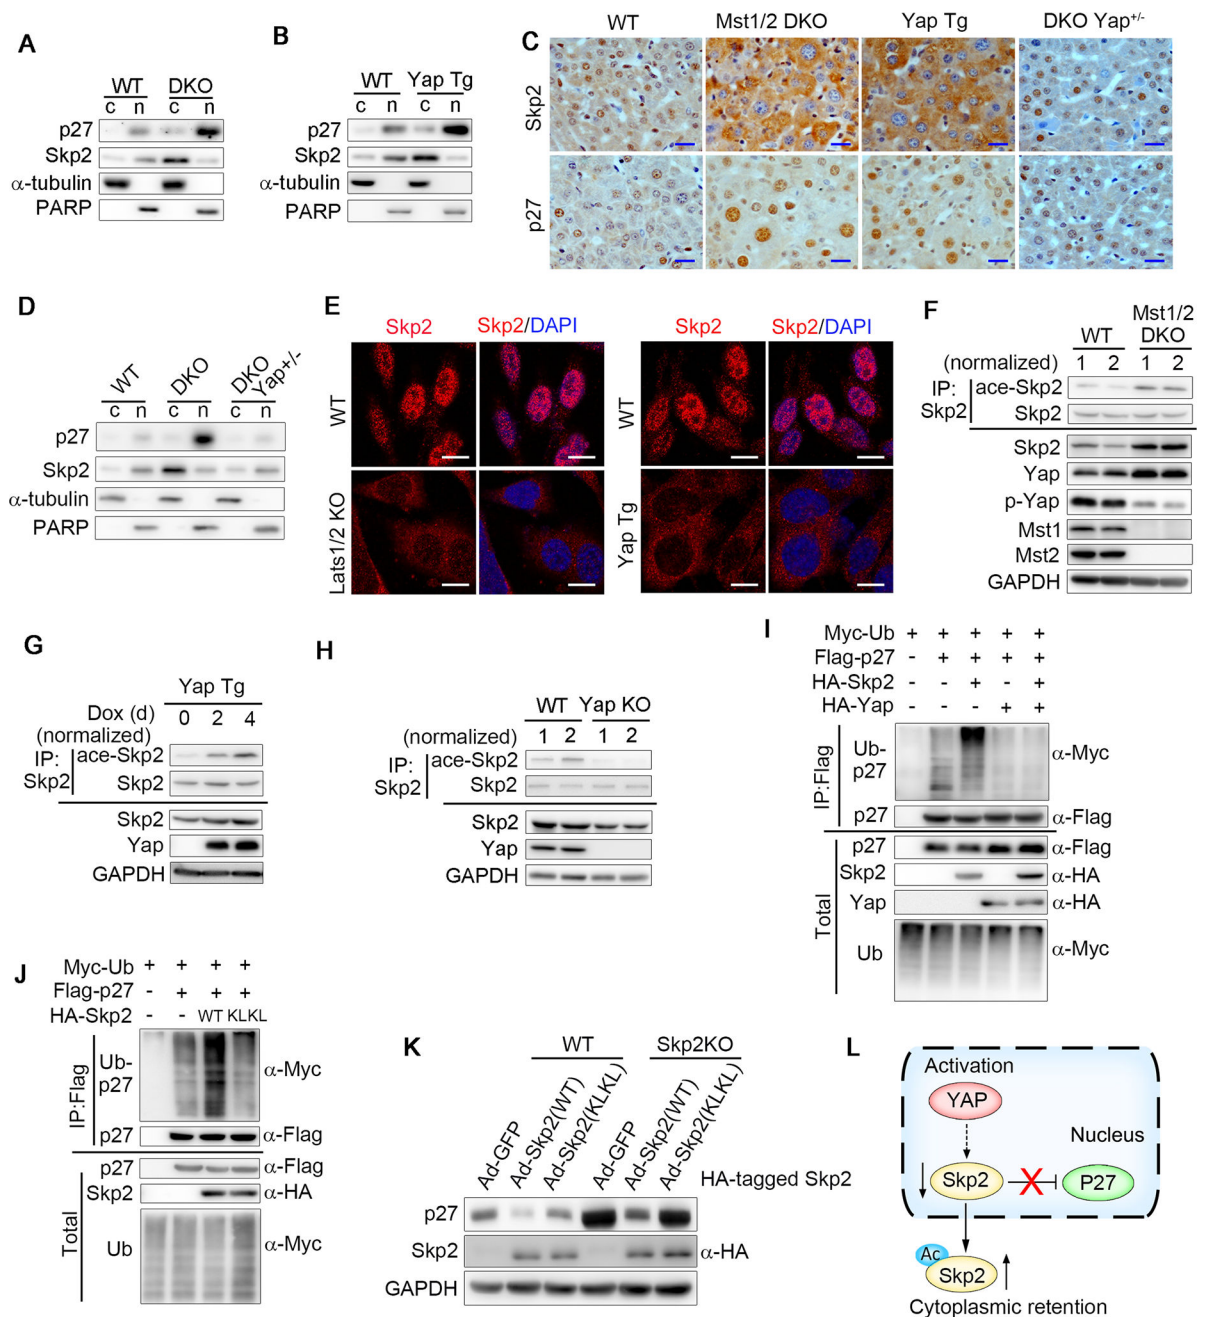 A
WT DKO
c n c n
p27
Skp2
α-tubulin
PARP
B
WT Yap Tg
c n c n
p27
Skp2
α-tubulin
PARP
C
WT Mst1/2 DKO Yap Tg DKO Yap+/-
Skp2
p27
D
WT DKO DKO Yap+/-
c n c n c n
p27
Skp2
α-tubulin
PARP
E
Skp2 Skp2/DAPI Skp2 Skp2/DAPI
WT WT
Lats1/2 KO Yap Tg
F
Mst1/2
WT DKO
(normalized) 1 2 1 2
IP: Skp2
ace-Skp2
Skp2
Skp2
Yap
p-Yap
Mst1
Mst2
GAPDH
G
Yap Tg
Dox (d) 0 2 4
(normalized)
IP: Skp2
ace-Skp2
Skp2
Skp2
Yap
GAPDH
H
WT Yap KO
(normalized) 1 2 1 2
IP: Skp2
ace-Skp2
Skp2
Skp2
Yap
GAPDH
I
Myc-Ub + + + + +
Flag-p27 - + + + +
HA-Skp2 - - + - +
HA-Yap - - - + +
IP:Flag
Ub-p27 α-Myc
p27 α-Flag
Total
p27 α-Flag
Skp2 α-HA
Yap α-HA
Ub α-Myc
J
Myc-Ub + + + +
Flag-p27 - + + +
HA-Skp2 - - WT KLKL
IP:Flag
Ub-p27 α-Myc
p27 α-Flag
Total
p27 α-Flag
Skp2 α-HA
Ub α-Myc
K
WT Skp2KO
Ad-GFP Ad-Skp2(WT) Ad-Skp2(KLKL) Ad-GFP Ad-Skp2(WT) Ad-Skp2(KLKL)
HA-tagged Skp2
p27
Skp2 α-HA
GAPDH
L
Activation
YAP
Nucleus
Skp2 X P27
Ac
Skp2
Cytoplasmic retention